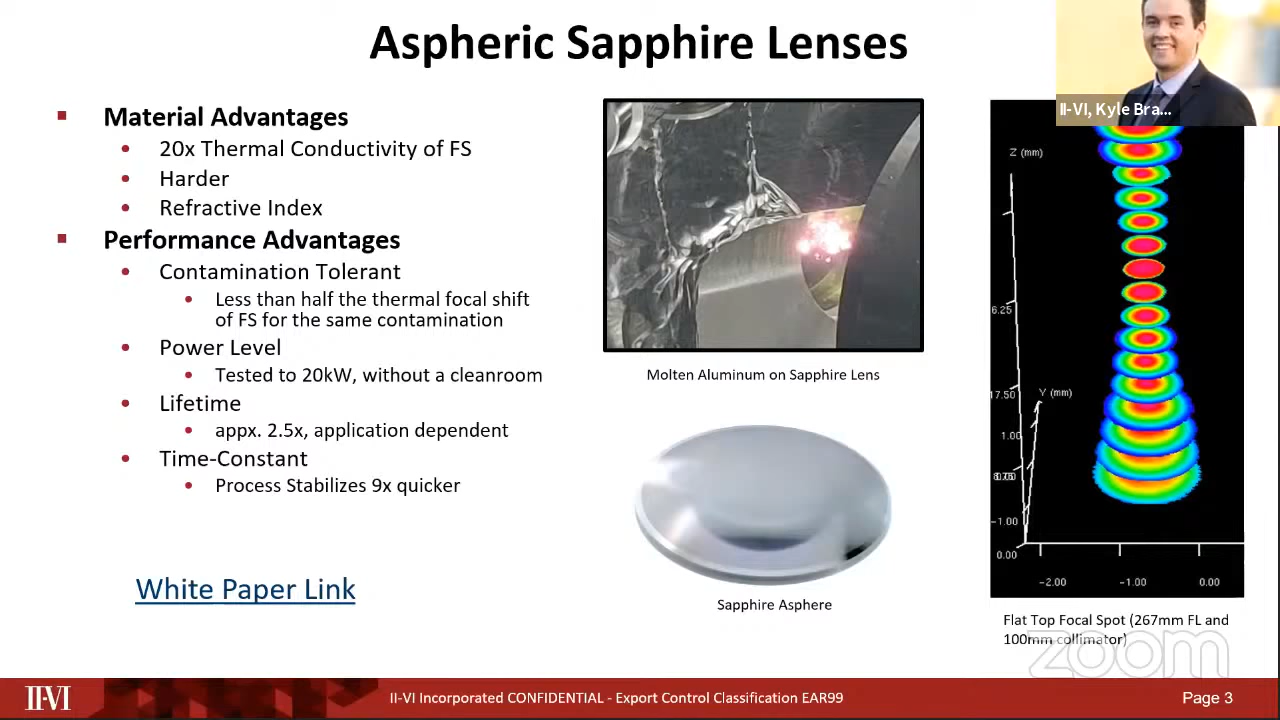 Aspheric Sapphire Lenses
II-VI, Kyle Bra...
Material Advantages
20x Thermal Conductivity of FS
Harder
Refractive Index
Performance Advantages
Contamination Tolerant
Less than half the thermal focal shift
of FS for the same contamination
Power Level
Tested to 20kW, without a cleanroom
Lifetime
appx. 2.5x, application dependent
Time-Constant
Process Stabilizes 9x quicker
White Paper Link
Molten Aluminum on Sapphire Lens
Sapphire Asphere
Z (mm)
6.25
17.50
Y (mm)
1.00
-1.00
0.00
-2.00
-1.00
0.00
Flat Top Focal Spot (267mm FL and
100mm collimator)
zoom
II-VI
II-VI Incorporated CONFIDENTIAL - Export Control Classification EAR99
Page 3